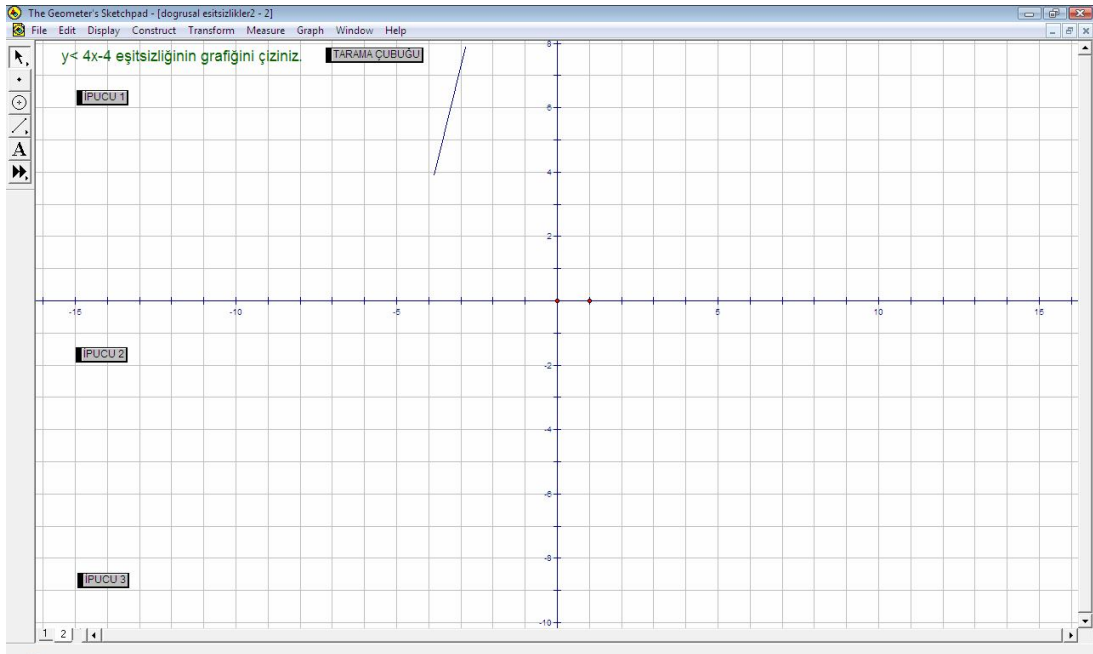 The Geometer's Sketchpad - [dogrusal esitsizlikler2 - 2]
File Edit Display Construct Transform Measure Graph Window Help
y< 4x-4 eşitsizliğinin grafiğini çiziniz.
TARAMA ÇUBUĞU
İPUCU 1
A
8
6
4
2
-15 -10 -5 5 10 15
İPUCU 2
-2
-4
-6
-8
İPUCU 3
-10
1 2